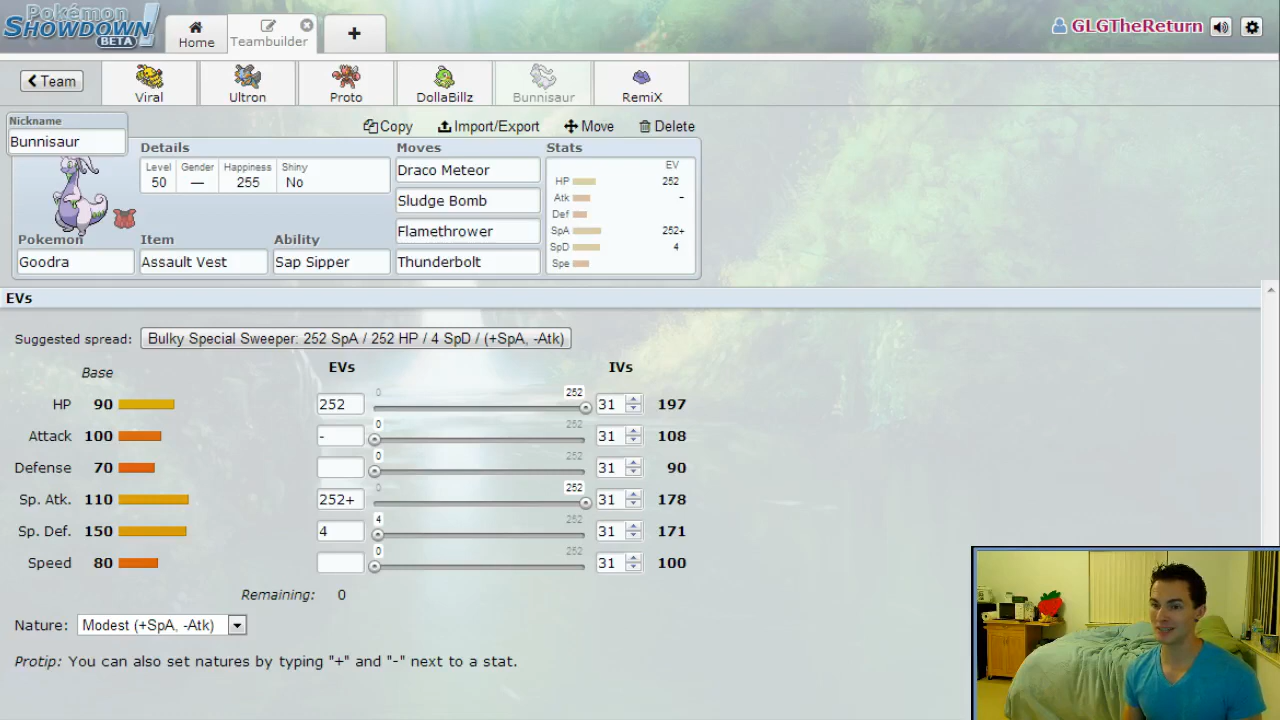 Pokémon
SHOWDOWN!
BETA
Home
Teambuilder
+
GLGTheReturn
Team
Viral
Ultron
Proto
DollaBillz
Bunnisaur
RemiX
Nickname
Bunnisaur
Copy
Import/Export
Move
Delete
Details
Moves
Stats
Level Gender Happiness Shiny
50 — 255 No
Draco Meteor
Sludge Bomb
Flamethrower
Thunderbolt
EV
HP 252
Atk -
Def
SpA 252+
SpD 4
Spe
Pokemon
Goodra
Item
Assault Vest
Ability
Sap Sipper
EVs
Suggested spread: Bulky Special Sweeper: 252 SpA / 252 HP / 4 SpD / (+SpA, -Atk)
Base EVs IVs
HP 90 252 0 252 31 197
Attack 100 - 0 252 31 108
Defense 70 0 252 31 90
Sp. Atk. 110 252+ 0 252 31 178
Sp. Def. 150 4 4 252 31 171
Speed 80 0 252 31 100
Remaining: 0
Nature: Modest (+SpA, -Atk)
Protip: You can also set natures by typing "+" and "-" next to a stat.